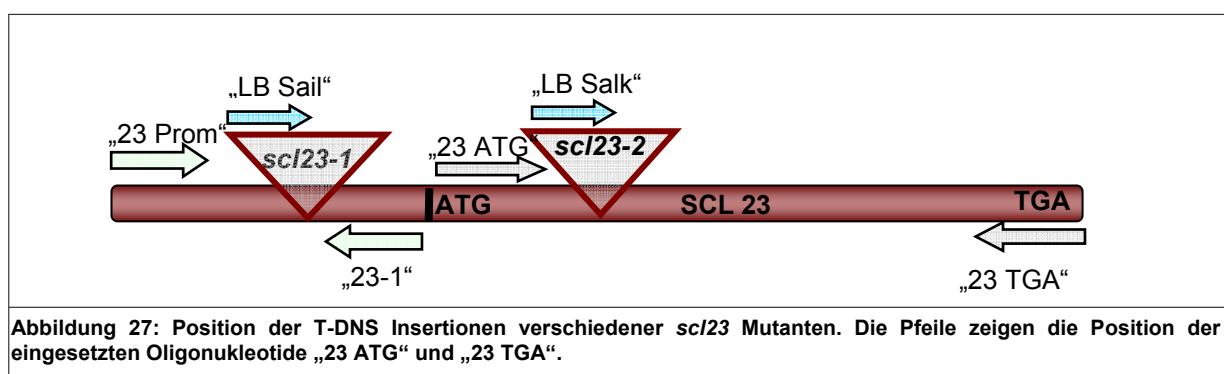 „LB Sail“
„LB Salk“
„23 Prom“
„23 ATG“
scl23-1
scl23-2
ATG
SCL 23
TGA
„23-1“
„23 TGA“
Abbildung 27: Position der T-DNS Insertionen verschiedener scl23 Mutanten. Die Pfeile zeigen die Position der
eingesetzten Oligonukleotide „23 ATG“ und „23 TGA“.